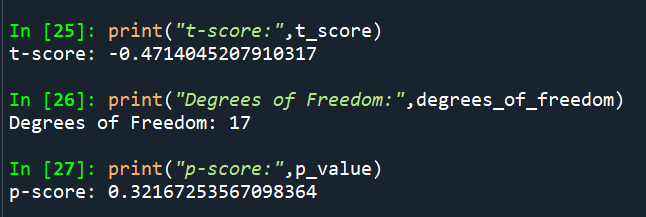 In [25]: print("t-score:",t_score)
t-score: -0.4714045207910317
In [26]: print("Degrees of Freedom:",degrees_of_freedom)
Degrees of Freedom: 17
In [27]: print("p-score:",p_value)
p-score: 0.32167253567098364